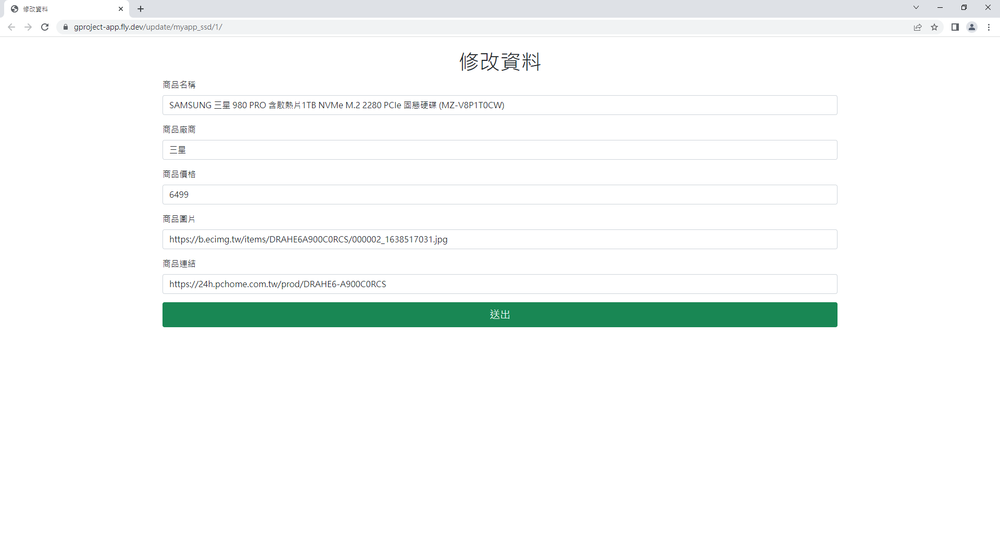 修改資料
gproject-app.fly.dev/update/myapp_ssd/1/
修改資料
商品名稱
SAMSUNG 三星 980 PRO 含散熱片1TB NVMe M.2 2280 PCIe 固態硬碟 (MZ-V8P1T0CW)
商品廠商
三星
商品價格
6499
商品圖片
https://b.ecimg.tw/items/DRAHE6A900C0RCS/000002_1638517031.jpg
商品連結
https://24h.pchome.com.tw/prod/DRAHE6-A900C0RCS
送出